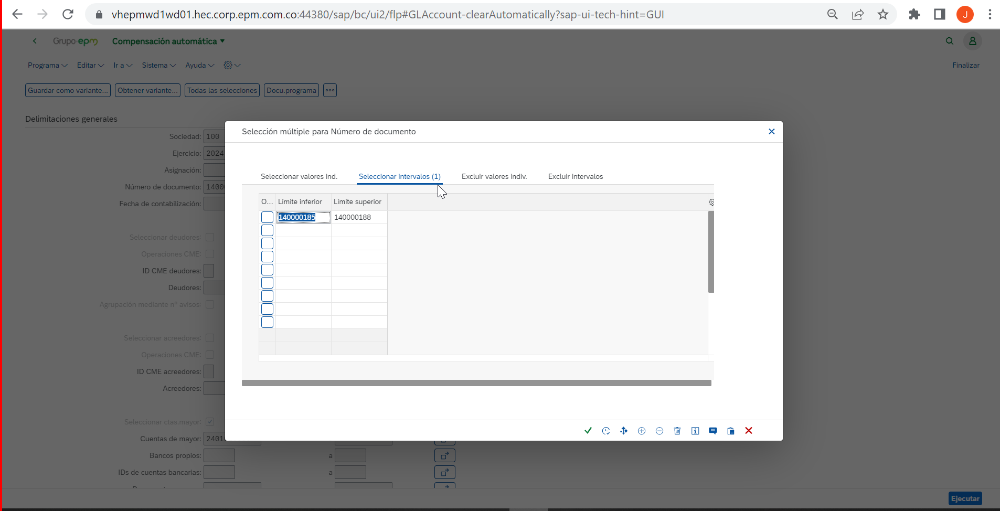 vhepmwd1wd01.hec.corp.epm.com.co:44380/sap/bc/ui2/flp#GLAccount-clearAutomatically?sap-ui-tech-hint=GUI
J
Grupo·epm Compensación automática
Programa Editar Ir a Sistema Ayuda Finalizar
Guardar como variante... Obtener variante... Todas las selecciones Docu.programa
Delimitaciones generales
Sociedad: 100
Ejercicio: 2024
Asignación:
Número de documento: 1400
Fecha de contabilización:
Seleccionar deudores:
Operaciones CME:
ID CME deudores:
Deudores:
Agrupación mediante nº avisos:
Seleccionar acreedores:
Operaciones CME:
ID CME acreedores:
Acreedores:
Seleccionar ctas.mayor:
Cuentas de mayor: a
Bancos propios: a
IDs de cuentas bancarias: a
Selección múltiple para Número de documento
Seleccionar valores ind. Seleccionar intervalos (1) Excluir valores indiv. Excluir intervalos
O... Límite inferior Límite superior
140000185 140000188
Ejecutar